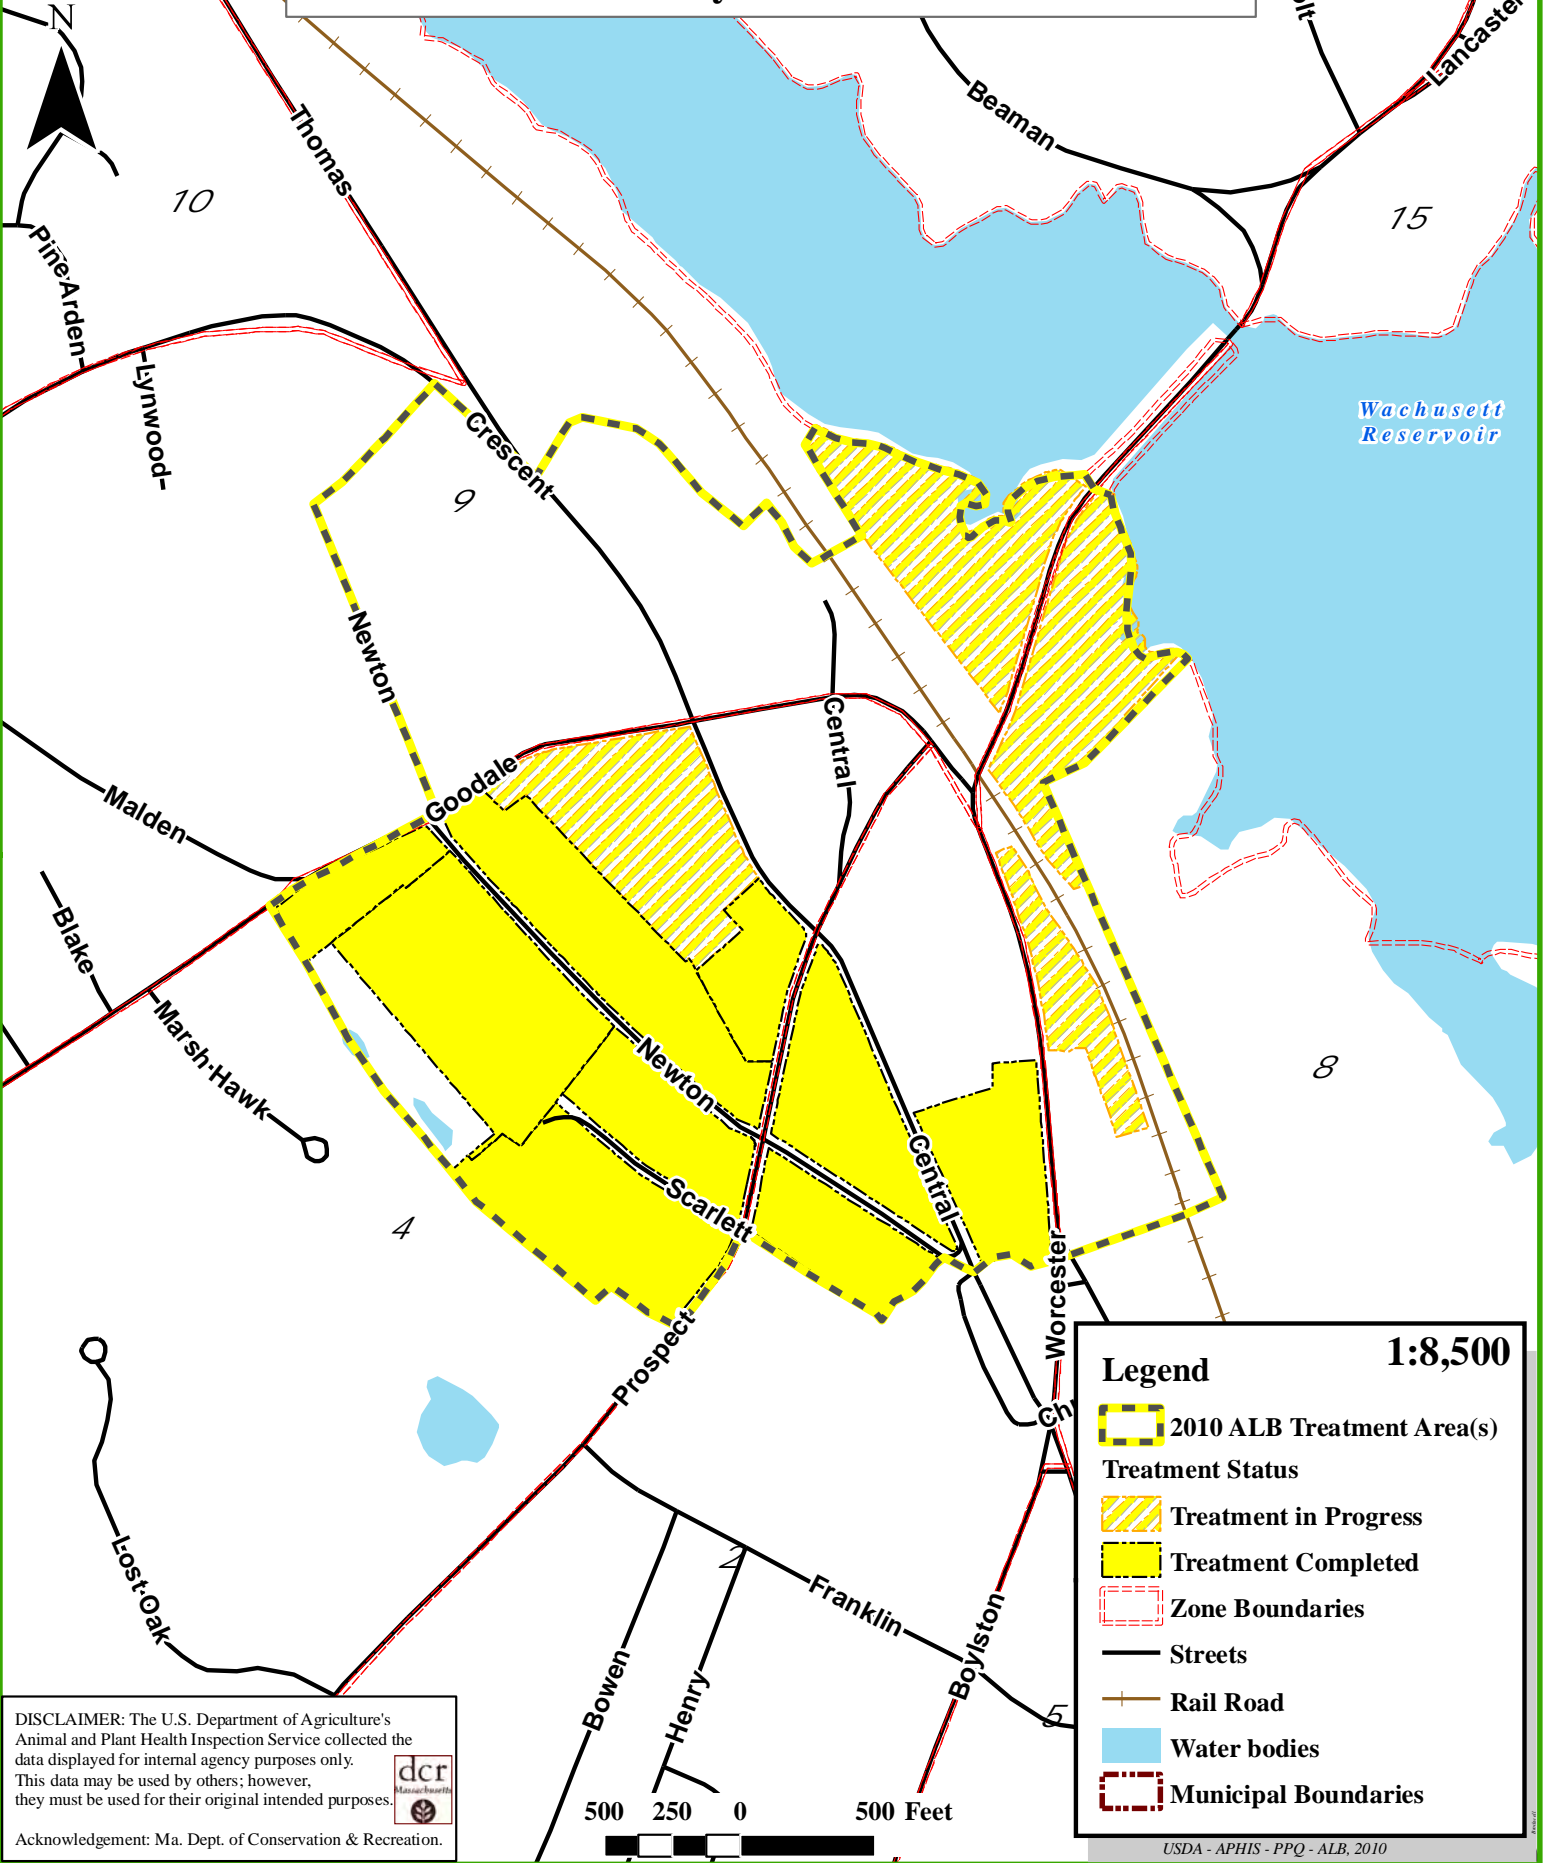 N
olt
Lancaster
Beaman
Thomas
10
15
Pine Arden
Lynwood
Wachusett
Reservoir
Crescent
9
Newton
Central
Goodale
Malden
Blake
Marsh Hawk
Newton
8
Central
Scarlett
4
Worcester
Prospect
Ch
2
Franklin
Lost Oak
Boylston
Bowen
Henry
5
Legend
1:8,500
2010 ALB Treatment Area(s)
Treatment Status
Treatment in Progress
Treatment Completed
Zone Boundaries
Streets
Rail Road
Water bodies
Municipal Boundaries
DISCLAIMER: The U.S. Department of Agriculture's
Animal and Plant Health Inspection Service collected the
data displayed for internal agency purposes only.
This data may be used by others; however,
they must be used for their original intended purposes.
Acknowledgement: Ma. Dept. of Conservation & Recreation.
dcr
Massachusetts
500 250 0 500 Feet
USDA - APHIS - PPQ - ALB, 2010